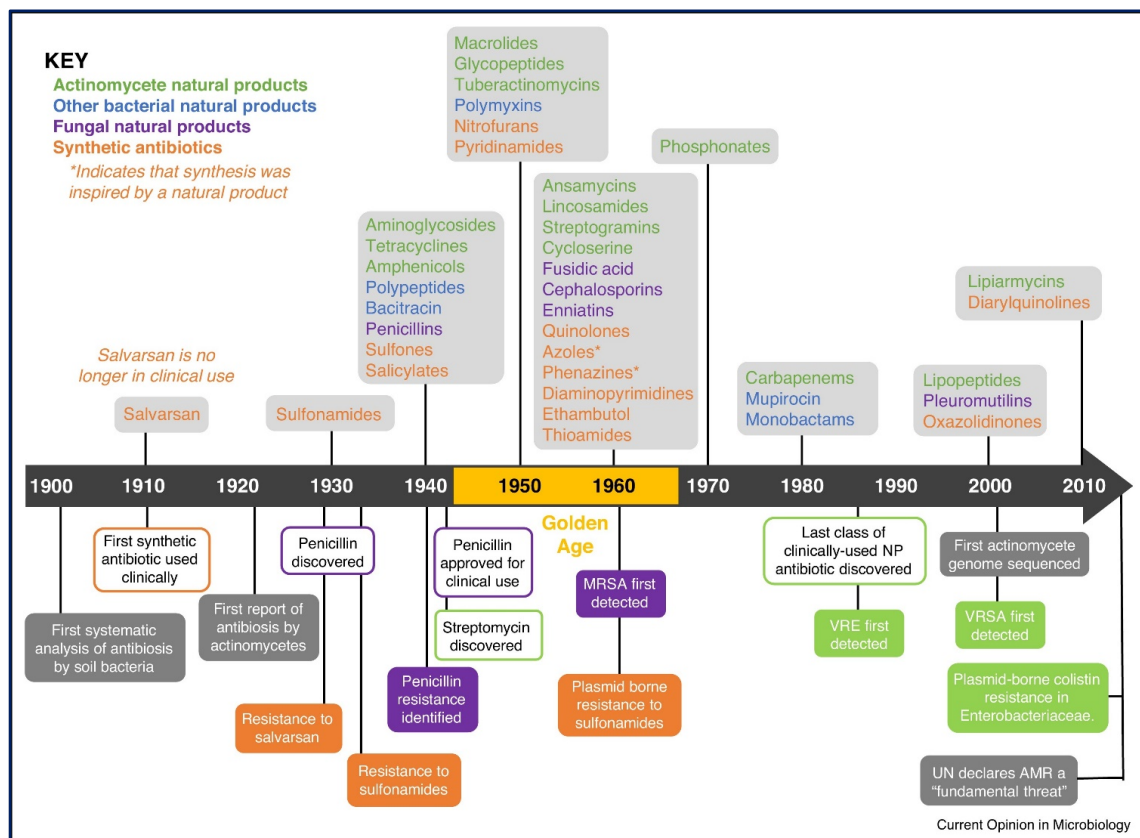 KEY
Actinomycete natural products
Other bacterial natural products
Fungal natural products
Synthetic antibiotics
*Indicates that synthesis was
inspired by a natural product
Salvarsan is no
longer in clinical use
Salvarsan
Sulfonamides
Aminoglycosides
Tetracyclines
Amphenicols
Polypeptides
Bacitracin
Penicillins
Sulfones
Salicylates
Macrolides
Glycopeptides
Tuberactinomycins
Polymyxins
Nitrofurans
Pyridinamides
Ansamycins
Lincosamides
Streptogramins
Cycloserine
Fusidic acid
Cephalosporins
Enniatins
Quinolones
Azoles*
Phenazines*
Diaminopyrimidines
Ethambutol
Thioamides
Phosphonates
Carbapenems
Mupirocin
Monobactams
Lipopeptides
Pleuromutilins
Oxazolidinones
Lipiarmycins
Diarylquinolines
1900 1910 1920 1930 1940 1950 1960 1970 1980 1990 2000 2010
Golden
Age
First systematic
analysis of antibiosis
by soil bacteria
First synthetic
antibiotic used
clinically
First report of
antibiosis by
actinomycetes
Penicillin
discovered
Resistance to
salvarsan
Resistance to
sulfonamides
Penicillin
resistance
identified
Penicillin
approved for
clinical use
Streptomycin
discovered
MRSA first
detected
Plasmid borne
resistance to
sulfonamides
Last class of
clinically-used NP
antibiotic discovered
VRE first
detected
First actinomycete
genome sequenced
VRSA first
detected
Plasmid-borne colistin
resistance in
Enterobacteriaceae.
UN declares AMR a
“fundamental threat”
Current Opinion in Microbiology